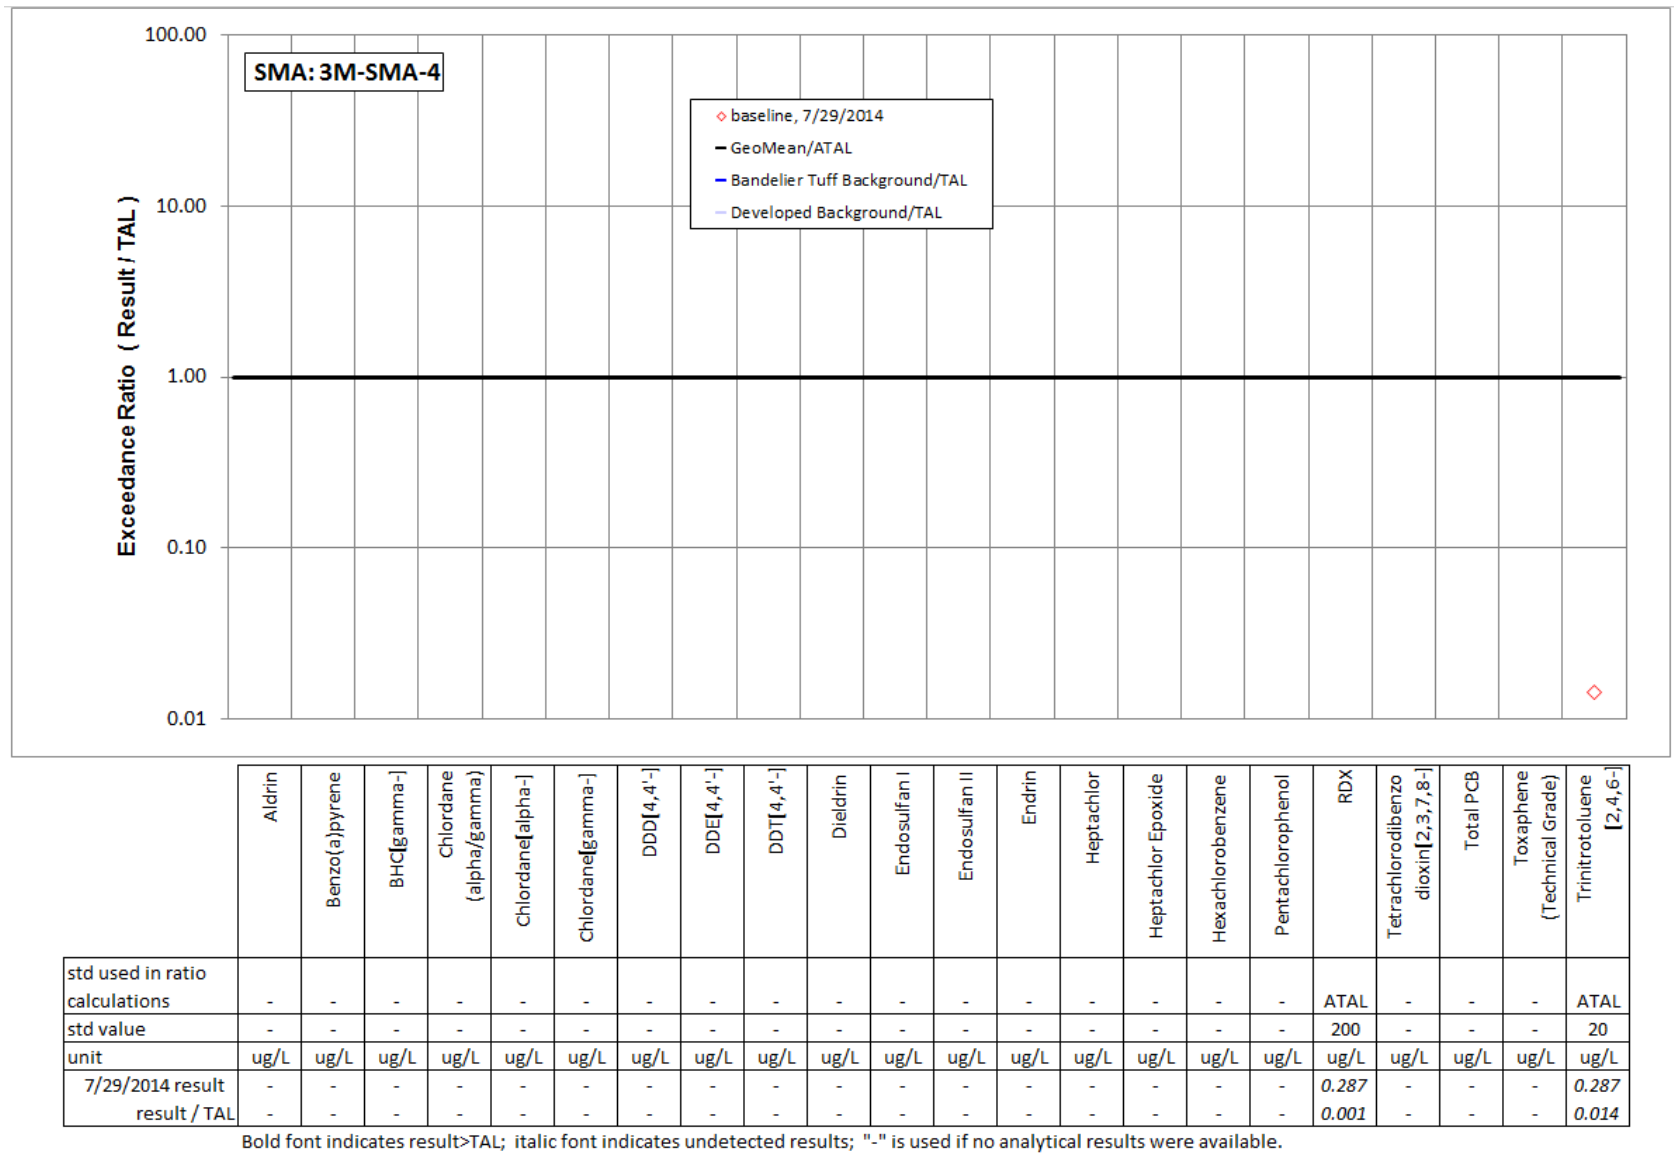 100.00
SMA: 3M-SMA-4
baseline, 7/29/2014
GeoMean/ATAL
Bandelier Tuff Background/TAL
Developed Background/TAL
10.00
1.00
0.10
0.01
Exceedance Ratio ( Result / TAL )
Aldrin
Benzo(a)pyrene
BHC[gamma-]
Chlordane
(alpha/gamma)
Chlordane[alpha-]
Chlordane[gamma-]
DDD[4,4'-]
DDE[4,4'-]
DDT[4,4'-]
Dieldrin
Endosulfan I
Endosulfan II
Endrin
Heptachlor
Heptachlor Epoxide
Hexachlorobenzene
Pentachlorophenol
RDX
Tetrachlorodibenzo
dioxin[2,3,7,8-]
Total PCB
Toxaphene
(Technical Grade)
Trinitrotoluene
[2,4,6-]
std used in ratio
calculations - - - - - - - - - - - - - - - - - ATAL - - - ATAL
std value - - - - - - - - - - - - - - - - - 200 - - - 20
unit ug/L ug/L ug/L ug/L ug/L ug/L ug/L ug/L ug/L ug/L ug/L ug/L ug/L ug/L ug/L ug/L ug/L ug/L ug/L ug/L ug/L ug/L
7/29/2014 result - - - - - - - - - - - - - - - - - 0.287 - - - 0.287
result / TAL - - - - - - - - - - - - - - - - - 0.001 - - - 0.014
Bold font indicates result>TAL; italic font indicates undetected results; "-" is used if no analytical results were available.